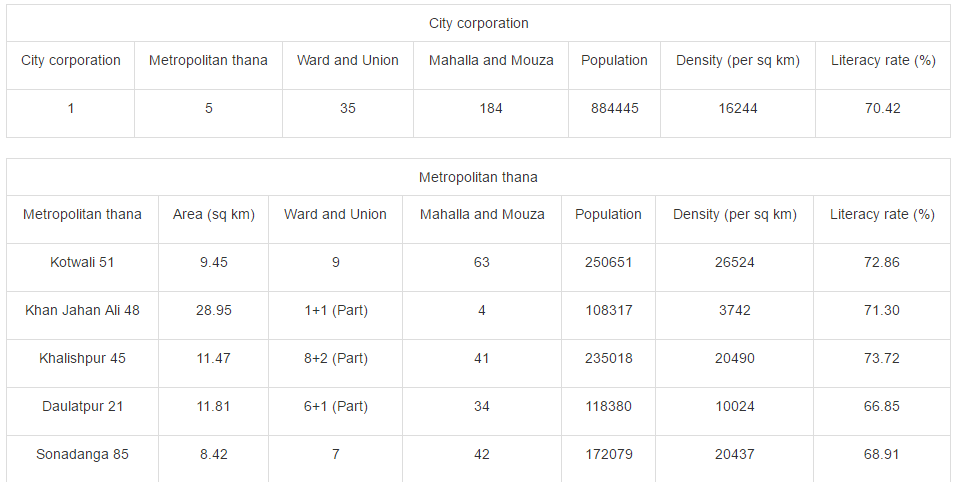 City corporation
City corporation Metropolitan thana Ward and Union Mahalla and Mouza Population Density (per sq km) Literacy rate (%)
1 5 35 184 884445 16244 70.42
Metropolitan thana
Metropolitan thana Area (sq km) Ward and Union Mahalla and Mouza Population Density (per sq km) Literacy rate (%)
Kotwali 51 9.45 9 63 250651 26524 72.86
Khan Jahan Ali 48 28.95 1+1 (Part) 4 108317 3742 71.30
Khalishpur 45 11.47 8+2 (Part) 41 235018 20490 73.72
Daulatpur 21 11.81 6+1 (Part) 34 118380 10024 66.85
Sonadanga 85 8.42 7 42 172079 20437 68.91